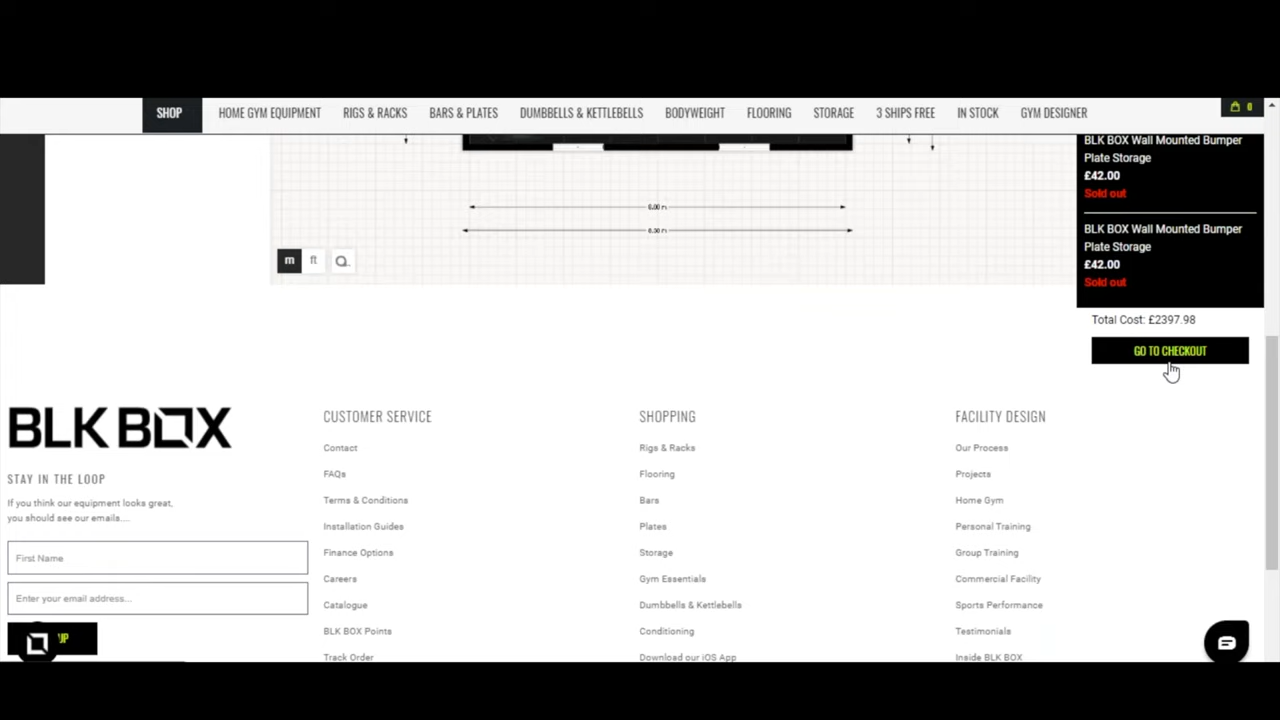 SHOP
HOME GYM EQUIPMENT
RIGS & RACKS
BARS & PLATES
DUMBBELLS & KETTLEBELLS
BODYWEIGHT
FLOORING
STORAGE
3 SHIPS FREE
IN STOCK
GYM DESIGNER
0
BLK BOX Wall Mounted Bumper
Plate Storage
£42.00
Sold out
BLK BOX Wall Mounted Bumper
Plate Storage
£42.00
Sold out
Total Cost: £2397.98
GO TO CHECKOUT
m
ft
BLK BOX
STAY IN THE LOOP
If you think our equipment looks great,
you should see our emails....
First Name
Enter your email address...
UP
CUSTOMER SERVICE
Contact
FAQs
Terms & Conditions
Installation Guides
Finance Options
Careers
Catalogue
BLK BOX Points
Track Order
SHOPPING
Rigs & Racks
Flooring
Bars
Plates
Storage
Gym Essentials
Dumbbells & Kettlebells
Conditioning
Download our iOS App
FACILITY DESIGN
Our Process
Projects
Home Gym
Personal Training
Group Training
Commercial Facility
Sports Performance
Testimonials
Inside BLK BOX